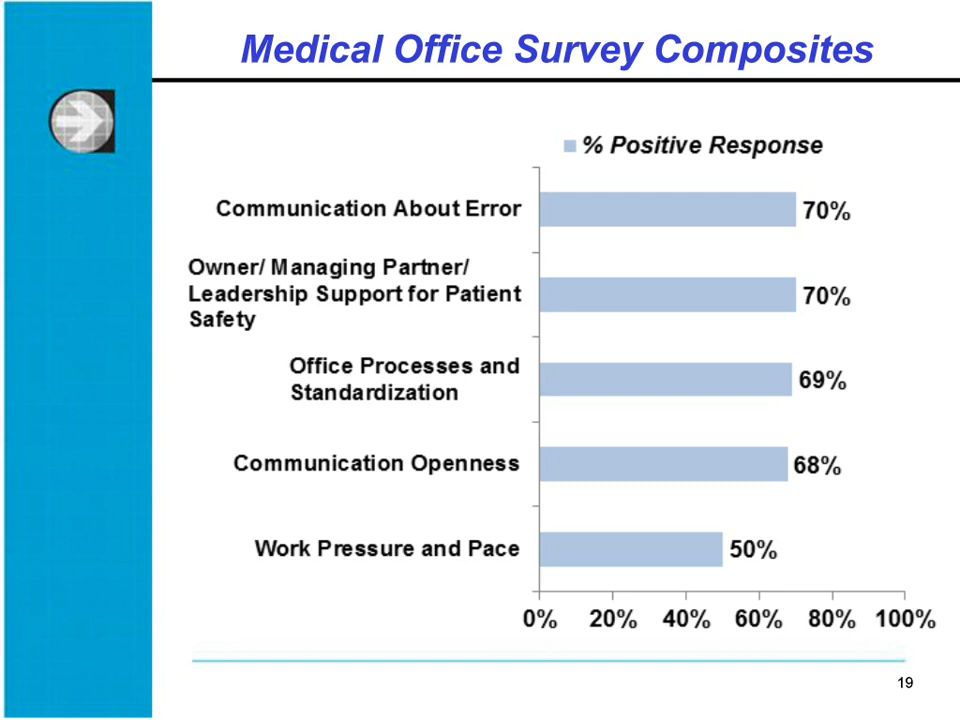 Medical Office Survey Composites
% Positive Response
Communication About Error
70%
Owner/ Managing Partner/
Leadership Support for Patient
Safety
70%
Office Processes and
Standardization
69%
Communication Openness
68%
Work Pressure and Pace
50%
0% 20% 40% 60% 80% 100%
19